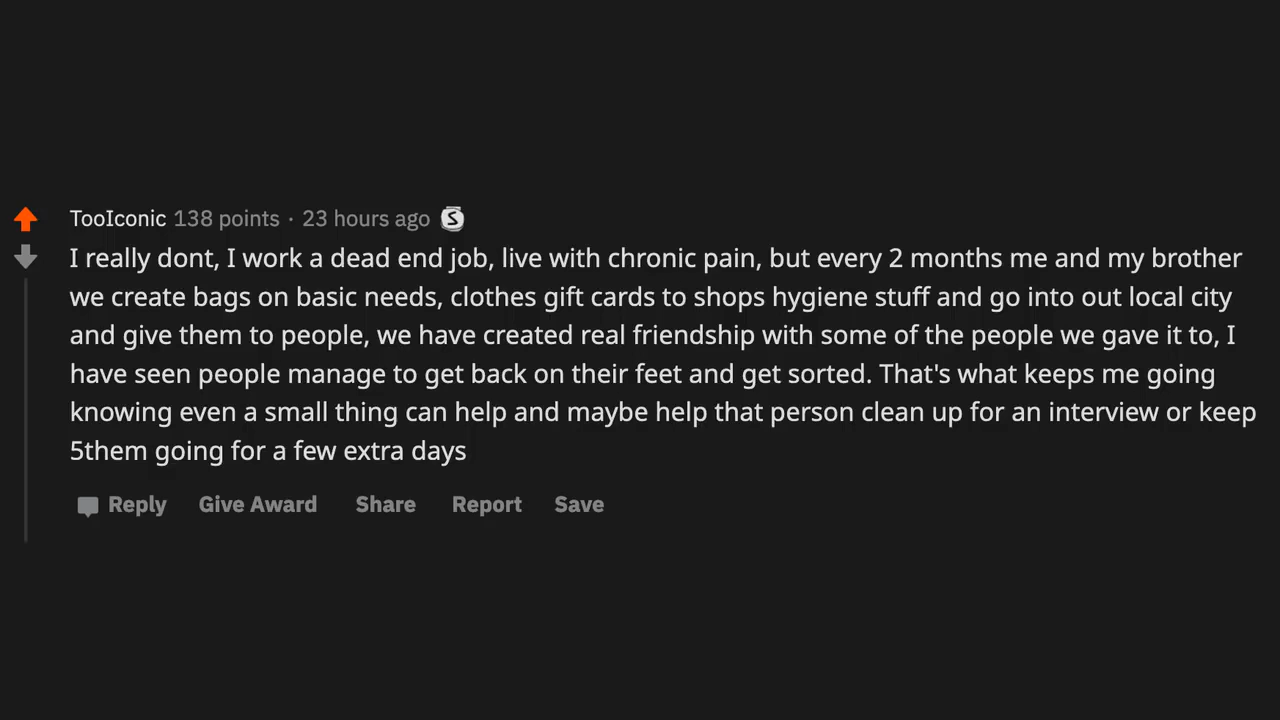 TooIconic 138 points · 23 hours ago S
I really dont, I work a dead end job, live with chronic pain, but every 2 months me and my brother
we create bags on basic needs, clothes gift cards to shops hygiene stuff and go into out local city
and give them to people, we have created real friendship with some of the people we gave it to, I
have seen people manage to get back on their feet and get sorted. That's what keeps me going
knowing even a small thing can help and maybe help that person clean up for an interview or keep
5them going for a few extra days
Reply Give Award Share Report Save